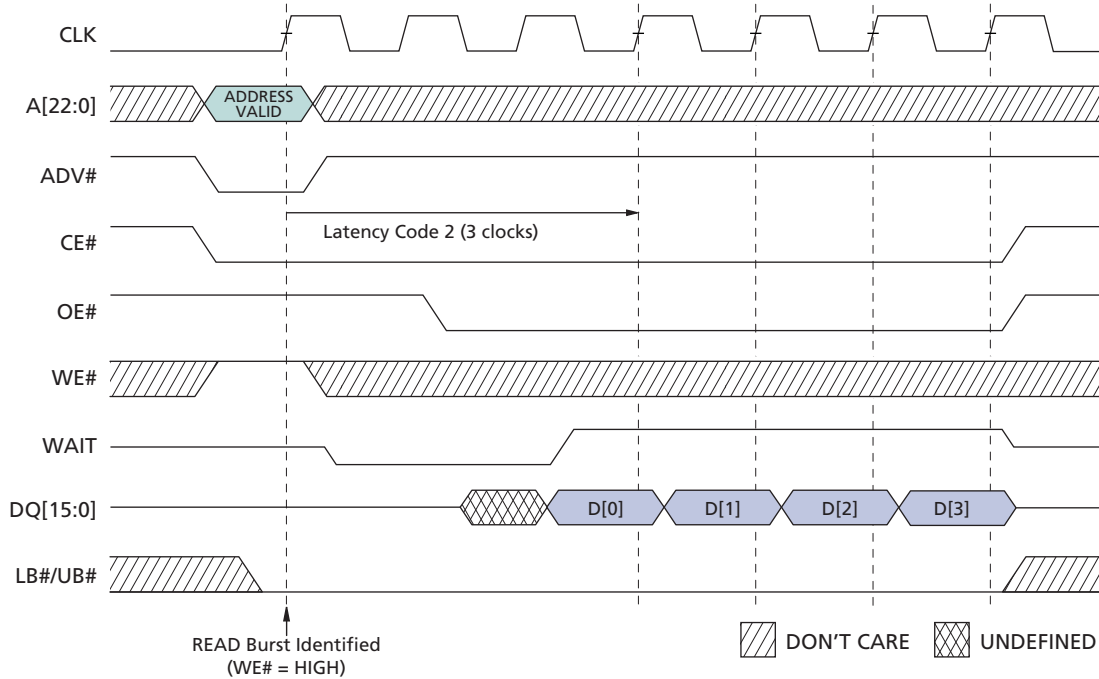 CLK
A[22:0]
ADDRESS
VALID
ADV#
Latency Code 2 (3 clocks)
CE#
OE#
WE#
WAIT
DQ[15:0]
D[0]
D[1]
D[2]
D[3]
LB#/UB#
READ Burst Identified
(WE# = HIGH)
DON'T CARE
UNDEFINED